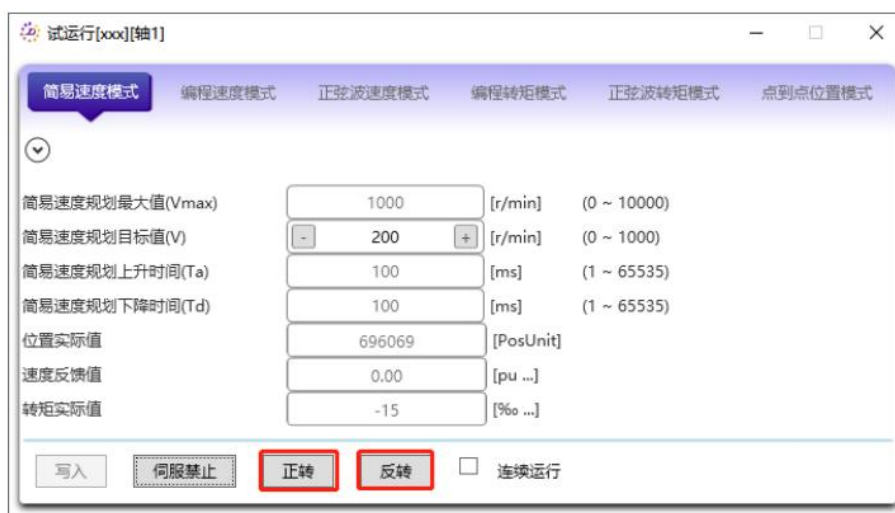 试运行[xxx][轴1]
简易速度模式 编程速度模式 正弦波速度模式 编程转矩模式 正弦波转矩模式 点到点位置模式
简易速度规划最大值(Vmax) 1000 [r/min] (0 ~ 10000)
简易速度规划目标值(V) - 200 + [r/min] (0 ~ 1000)
简易速度规划上升时间(Ta) 100 [ms] (1 ~ 65535)
简易速度规划下降时间(Td) 100 [ms] (1 ~ 65535)
位置实际值 696069 [PosUnit]
速度反馈值 0.00 [pu ...]
转矩实际值 -15 [‰ ...]
写入 伺服禁止 正转 反转 连续运行